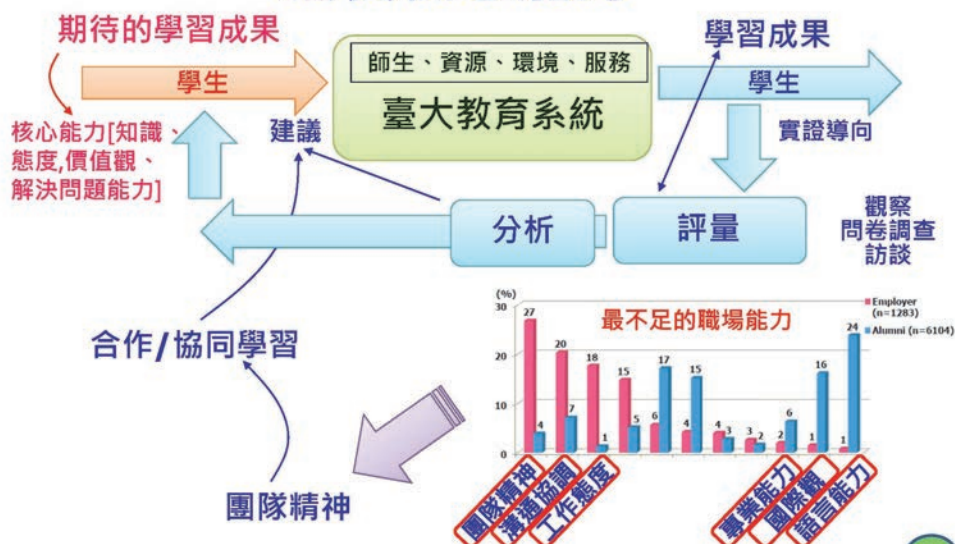 期待的學習成果
學習成果
師生、資源、環境、服務
學生
臺大教育系統
學生
核心能力[知識、
態度,價值觀、
解決問題能力]
建議
實證導向
分析
評量
觀察
問卷調查
訪談
合作/協同學習
團隊精神
(%)
最不足的職場能力
Employer
(n=1283)
Alumni (n=6104)
30
20
10
0
27
4
20
7
18
1
15
5
6
17
4
15
4
3
3
2
2
6
1
16
1
24
團隊精神
溝通協調
工作態度
專業能力
國際觀
語言能力